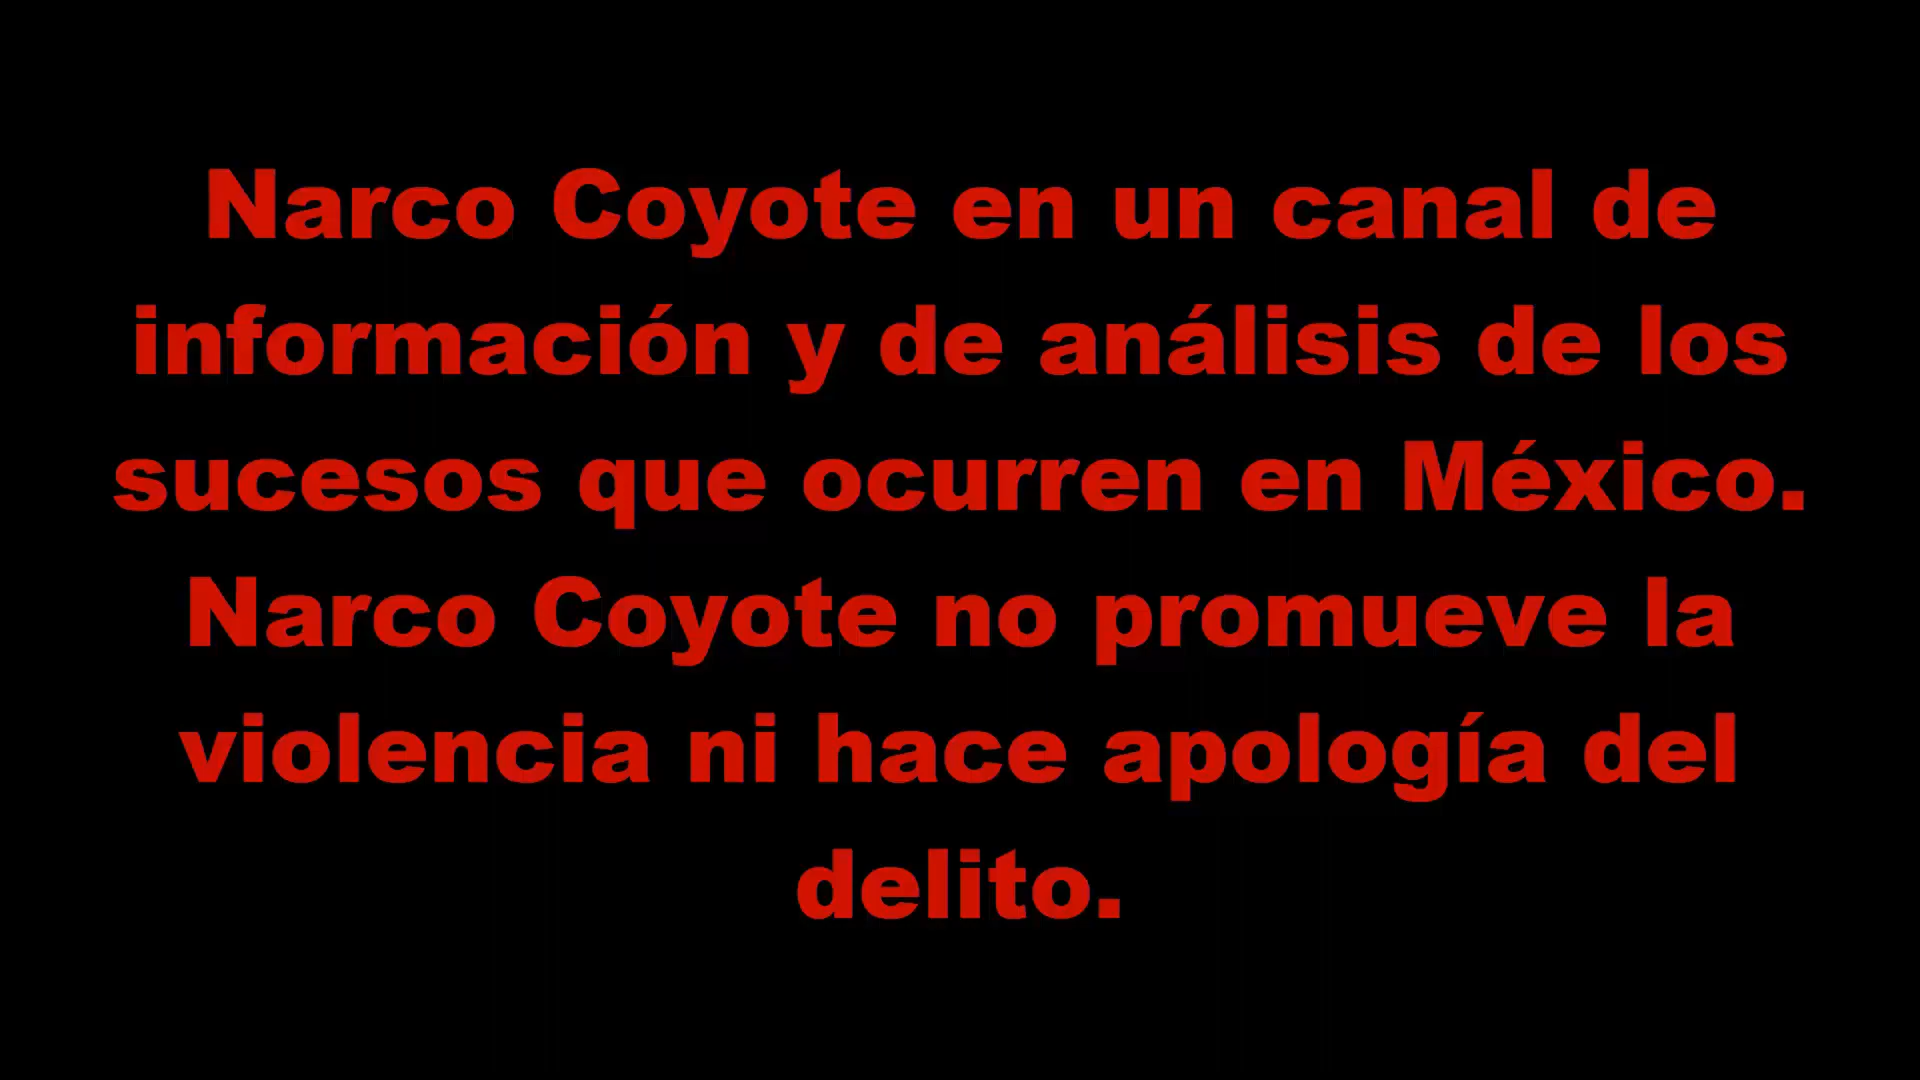 Narco Coyote en un canal de
información y de análisis de los
sucesos que ocurren en México.
Narco Coyote no promueve la
violencia ni hace apología del
delito.